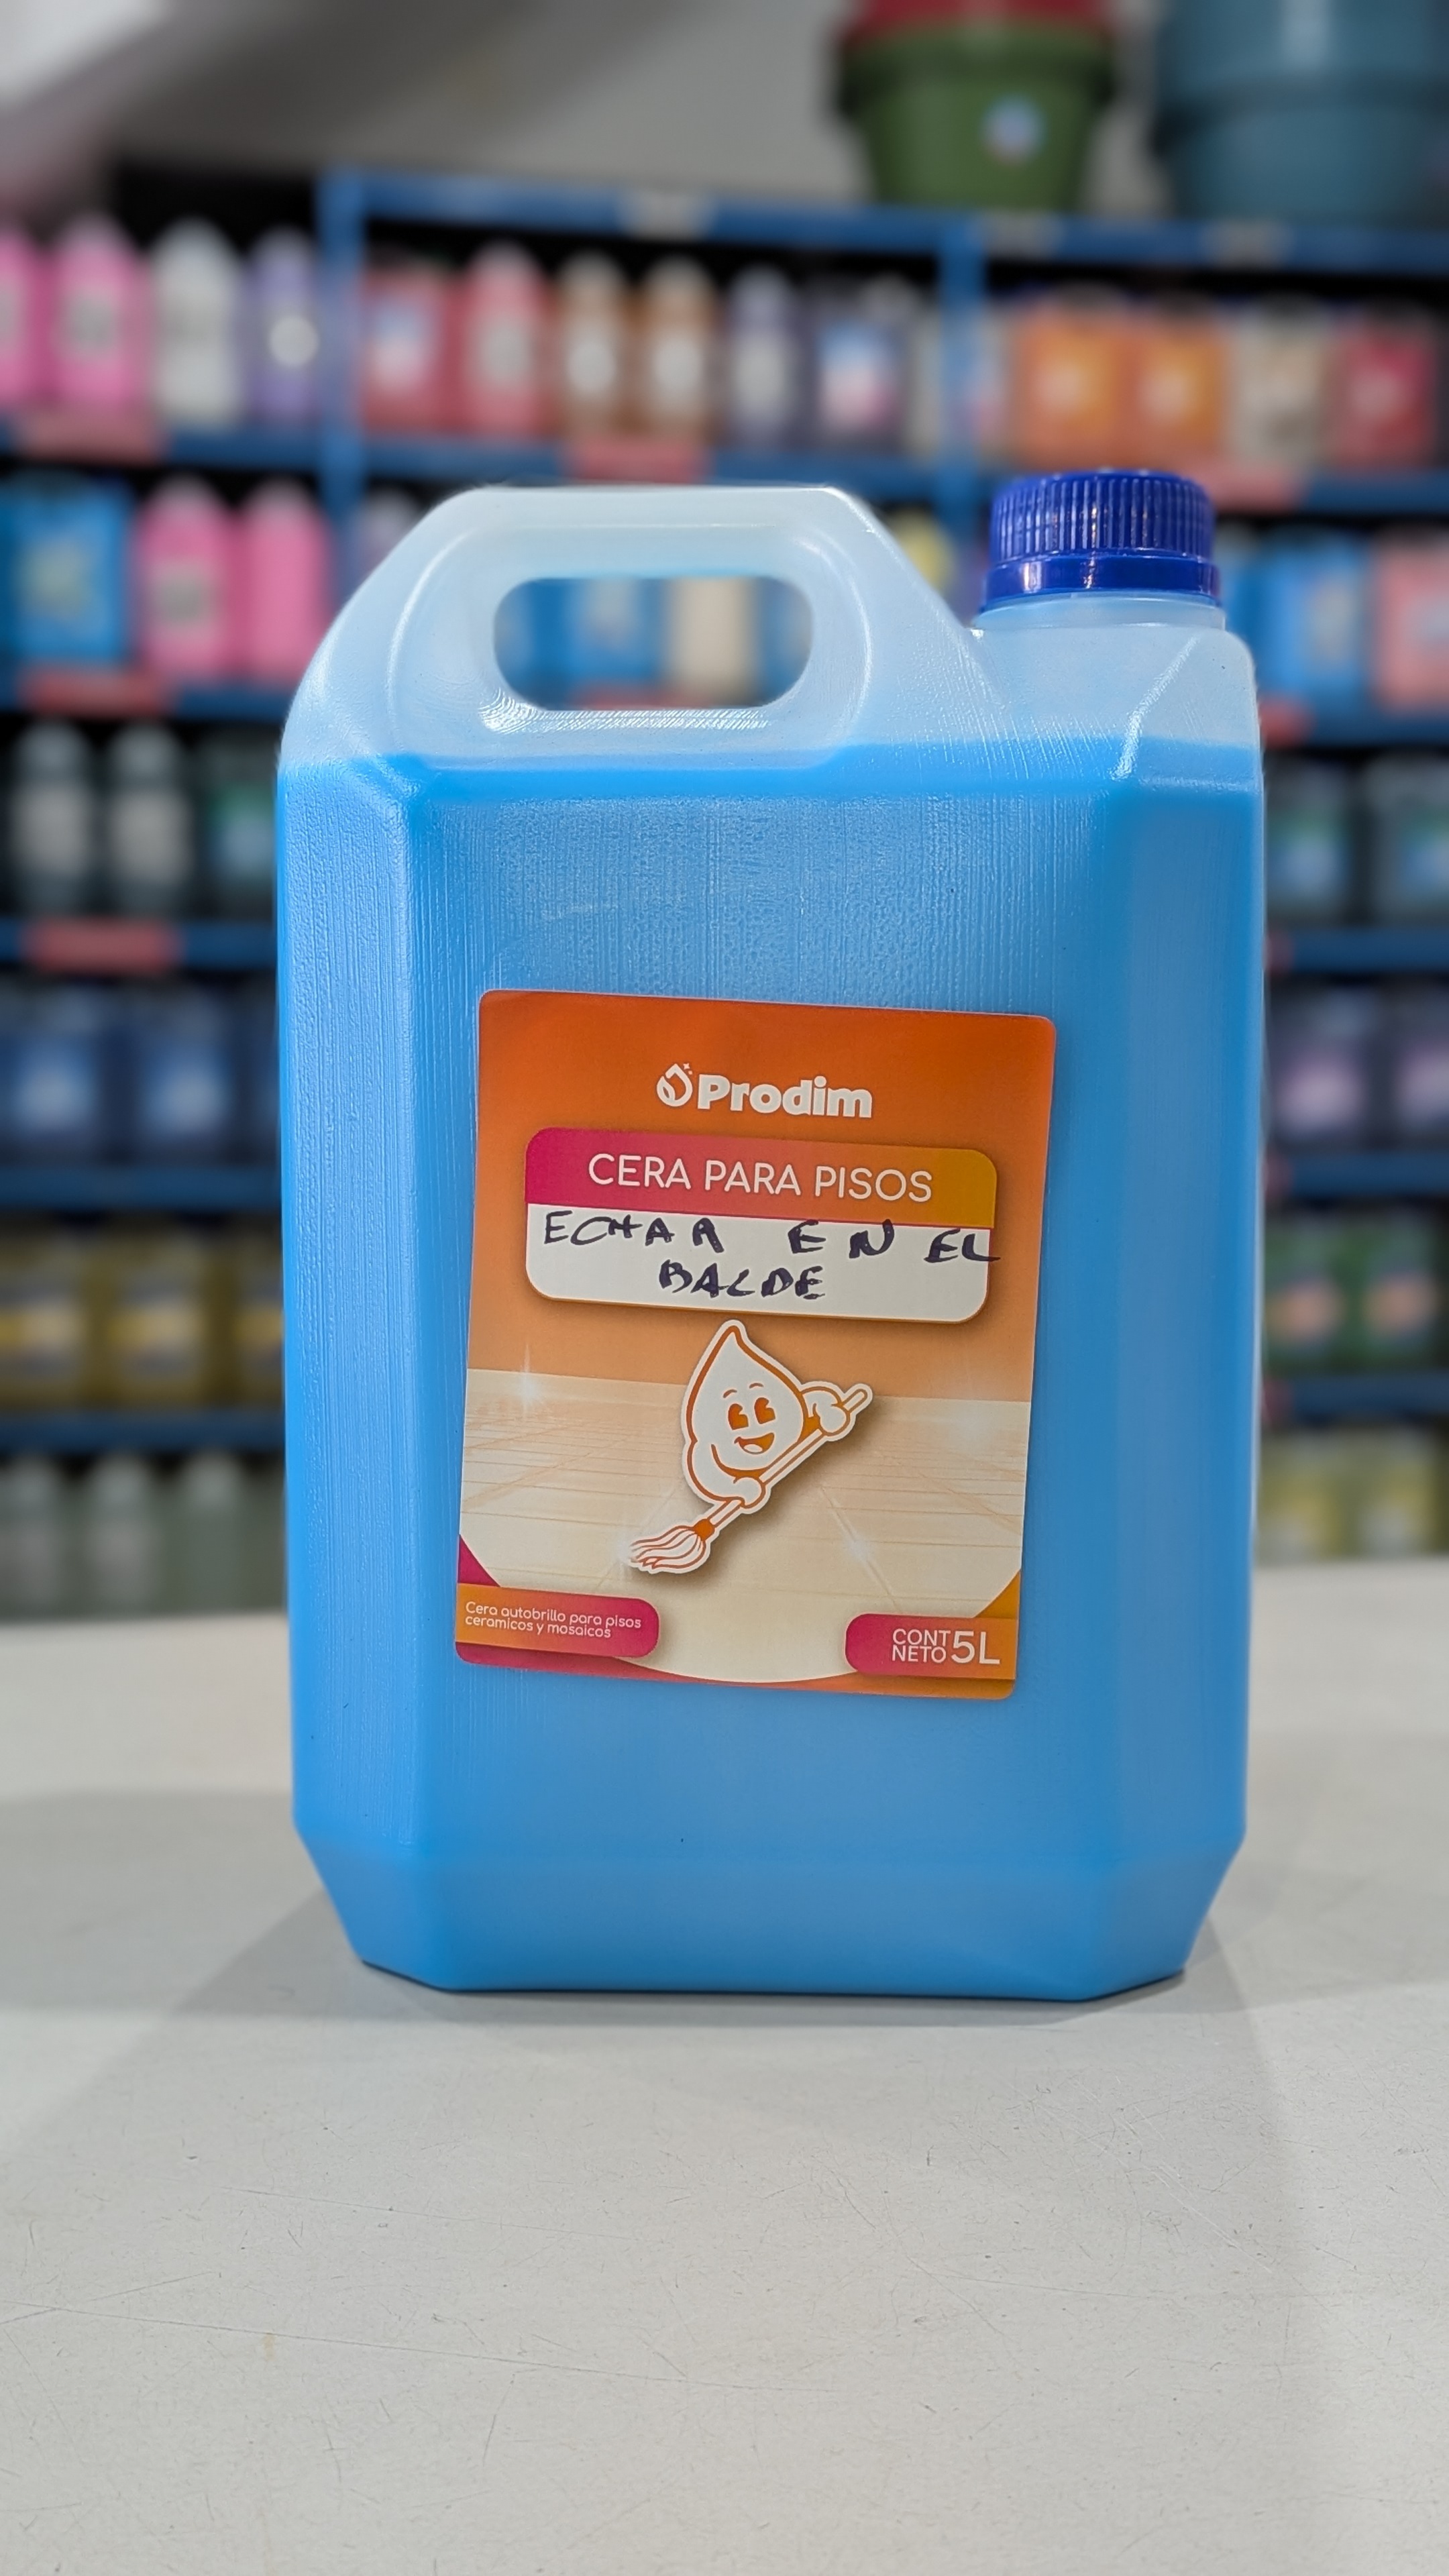 Prodim
CERA PARA PISOS
ECHAR EN EL
BALDE
Cera autobrillo para pisos
ceramicos y mosaicos
CONT
NETO 5L